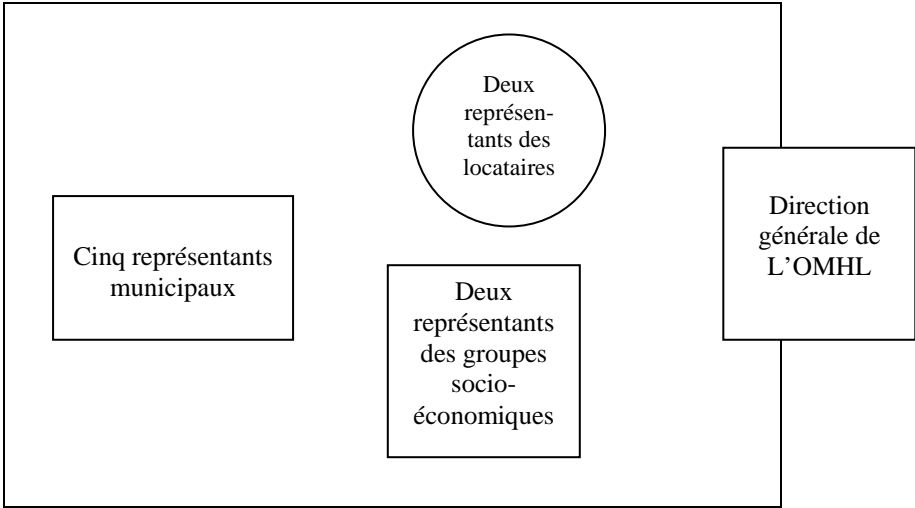 Deux
représen-
tants des
locataires
Cinq représentants
municipaux
Deux
représentants
des groupes
socio-
économiques
Direction
générale de
L’OMHL